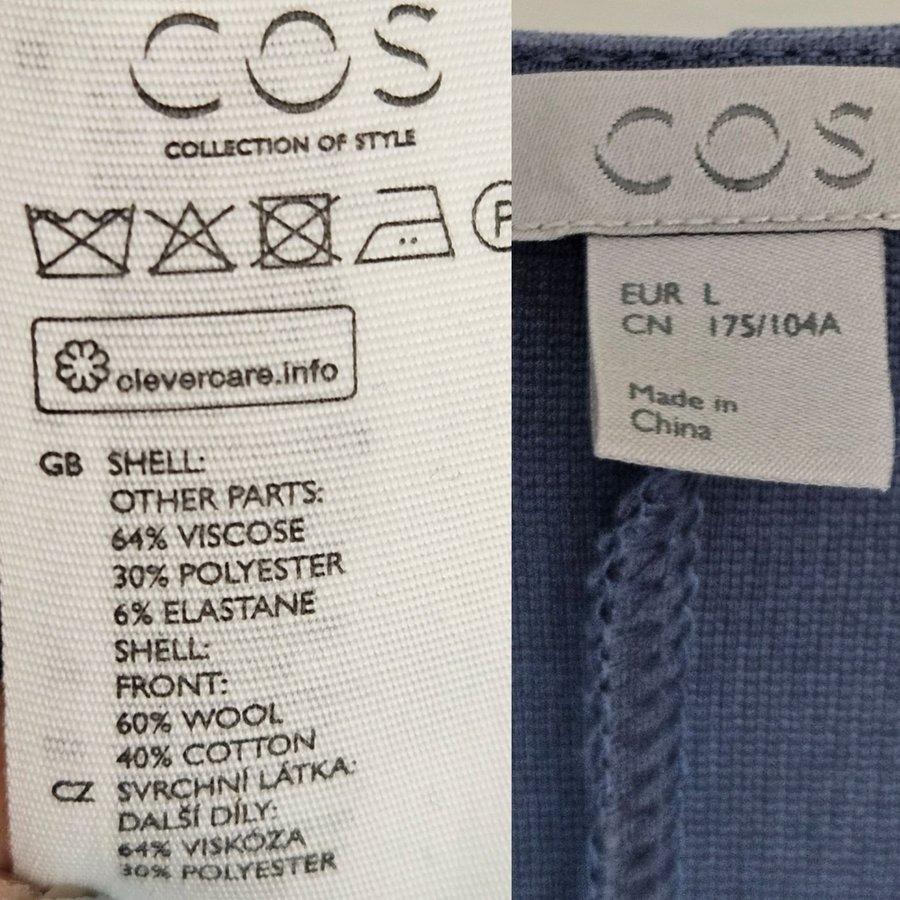 COS
COLLECTION OF STYLE
P
clevercare.info
GB SHELL:
OTHER PARTS:
64% VISCOSE
30% POLYESTER
6% ELASTANE
SHELL:
FRONT:
60% WOOL
40% COTTON
CZ SVRCHNÍ LÁTKA:
DALŠÍ DÍLY:
64% VISKÓZA
30% POLYESTER
COS
EUR L
CN 175/104A
Made in
China